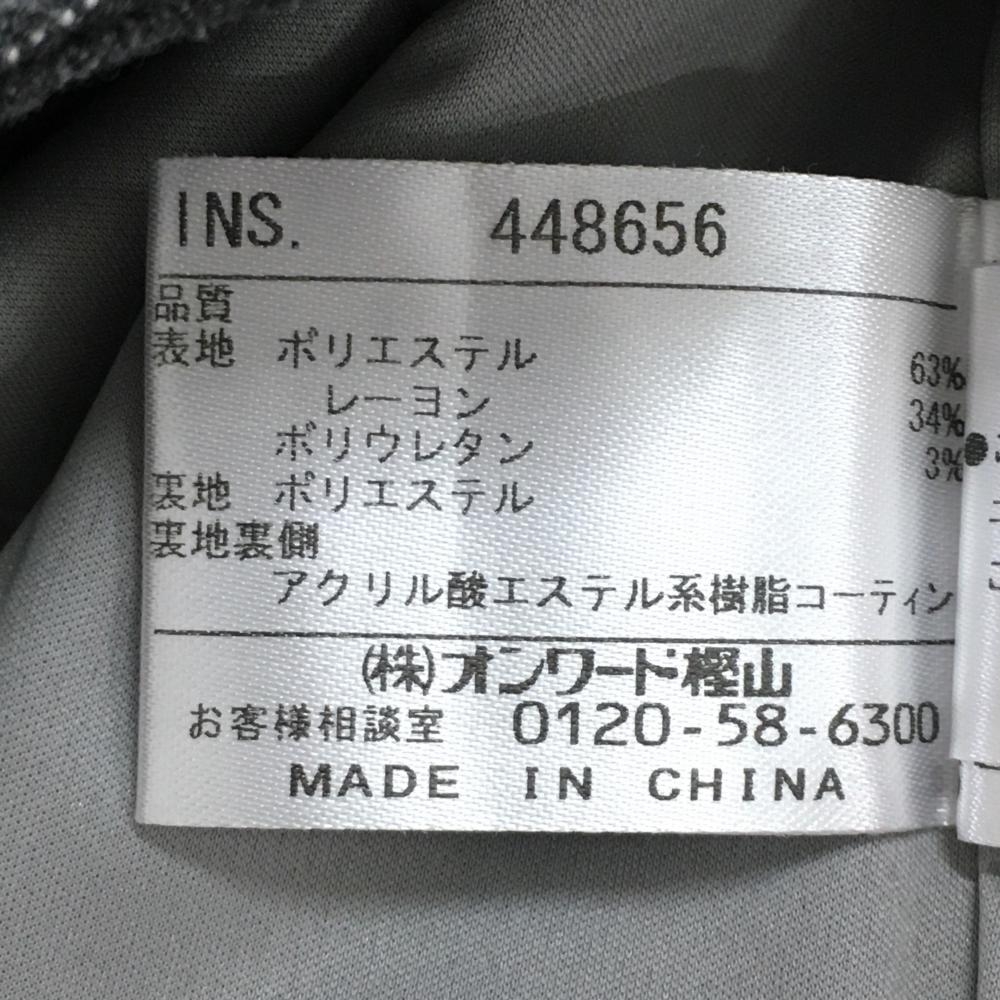 INS. 448656
品質
表地 ポリエステル 63%
レーヨン 34%
ポリウレタン 3%
裏地 ポリエステル
裏地裏側
アクリル酸エステル系樹脂コーティン
(株)オンワード樫山
お客様相談室 0120-58-6300
MADE IN CHINA